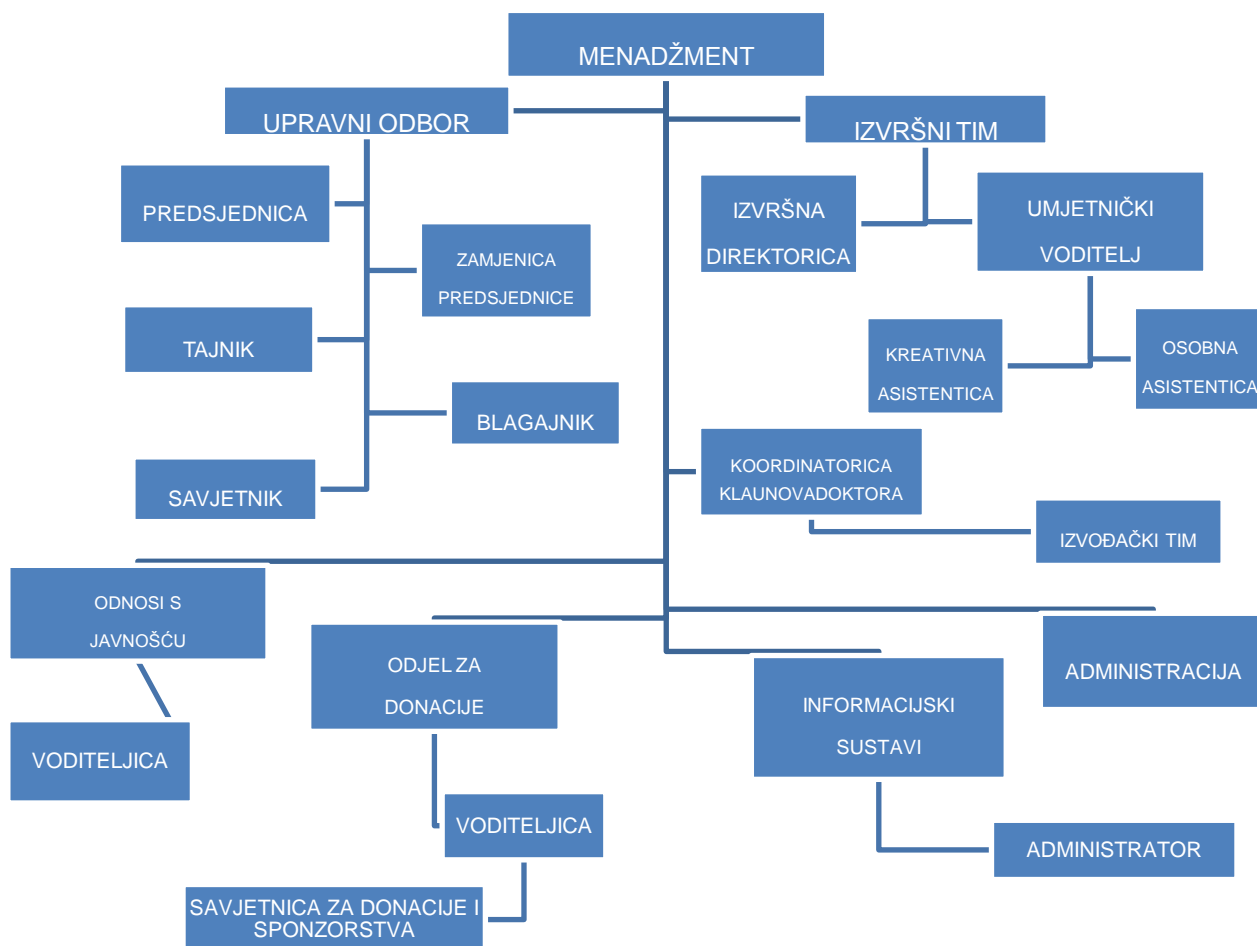 MENADŽMENT
UPRAVNI ODBOR
IZVRŠNI TIM
PREDSJEDNICA
ZAMJENICA
PREDSJEDNICE
TAJNIK
BLAGAJNIK
SAVJETNIK
IZVRŠNA
DIREKTORICA
UMJETNIČKI
VODITELJ
KREATIVNA
ASISTENTICA
OSOBNA
ASISTENTICA
KOORDINATORICA
KLAUNOVADOKTORA
IZVOĐAČKI TIM
ODNOSI S
JAVNOŠĆU
VODITELJICA
ODJEL ZA
DONACIJE
VODITELJICA
SAVJETNICA ZA DONACIJE I
SPONZORSTVA
INFORMACIJSKI
SUSTAVI
ADMINISTRATOR
ADMINISTRACIJA